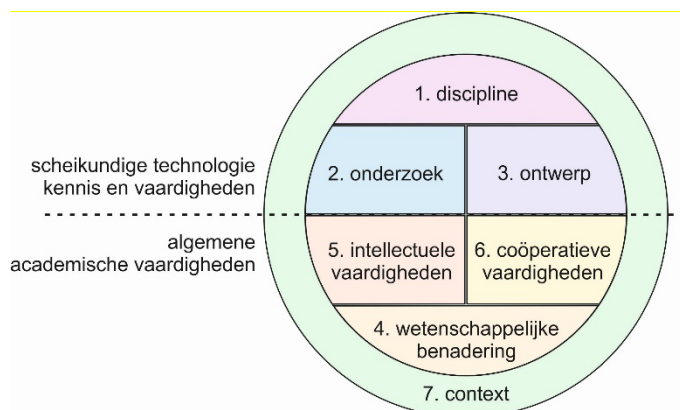 1. discipline
scheikundige technologie
kennis en vaardigheden
2. onderzoek
3. ontwerp
algemene
academische vaardigheden
5. intellectuele
vaardigheden
6. coöperatieve
vaardigheden
4. wetenschappelijke
benadering
7. context